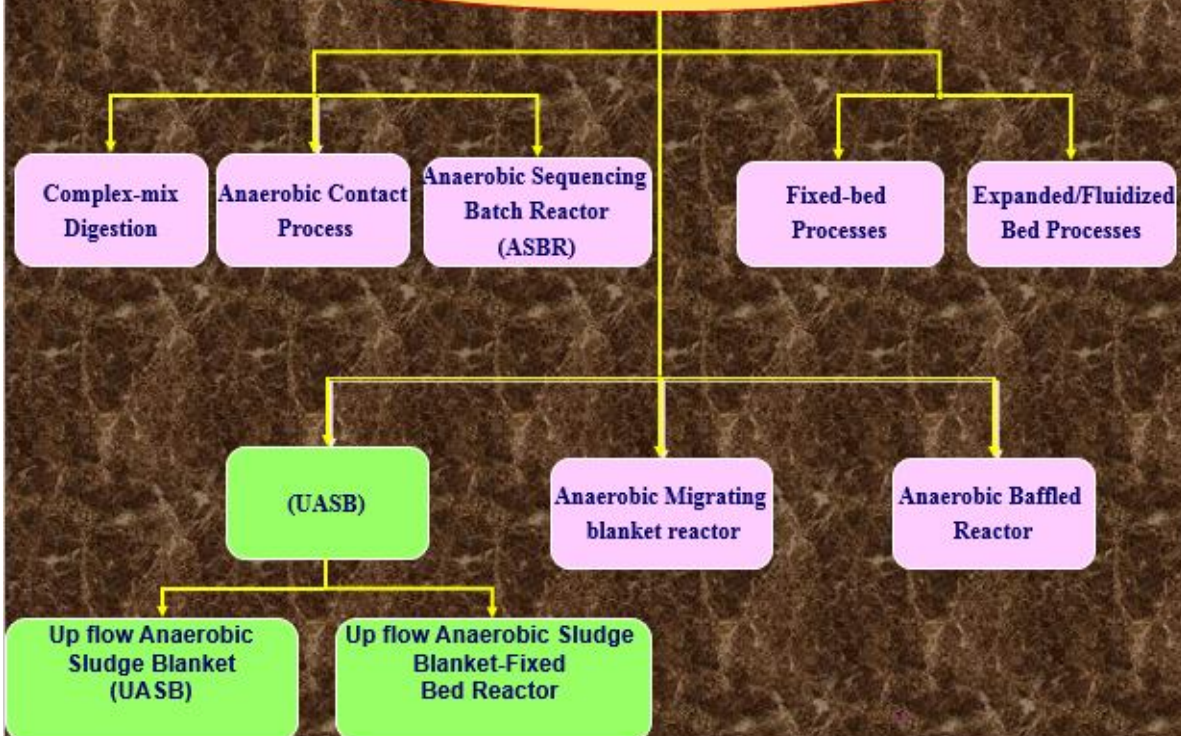 Complex-mix
Digestion
Anaerobic Contact
Process
Anaerobic Sequencing
Batch Reactor
(ASBR)
Fixed-bed
Processes
Expanded/Fluidized
Bed Processes
(UASB)
Anaerobic Migrating
blanket reactor
Anaerobic Baffled
Reactor
Up flow Anaerobic
Sludge Blanket
(UASB)
Up flow Anaerobic Sludge
Blanket-Fixed
Bed Reactor